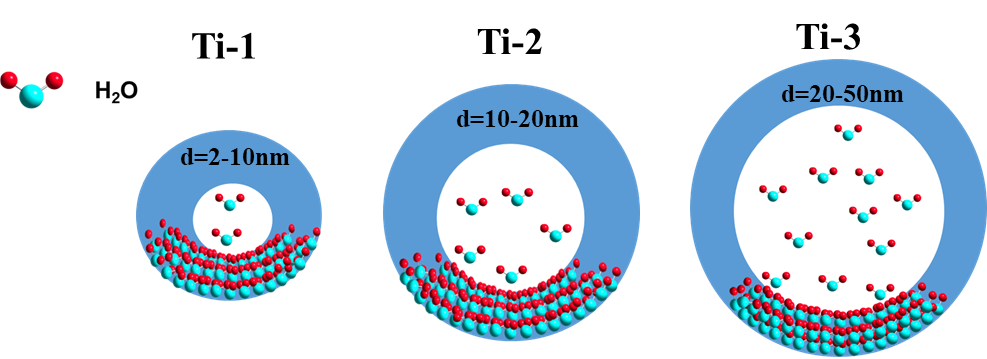 Ti-1
Ti-2
Ti-3
H₂O
d=2-10nm
d=10-20nm
d=20-50nm